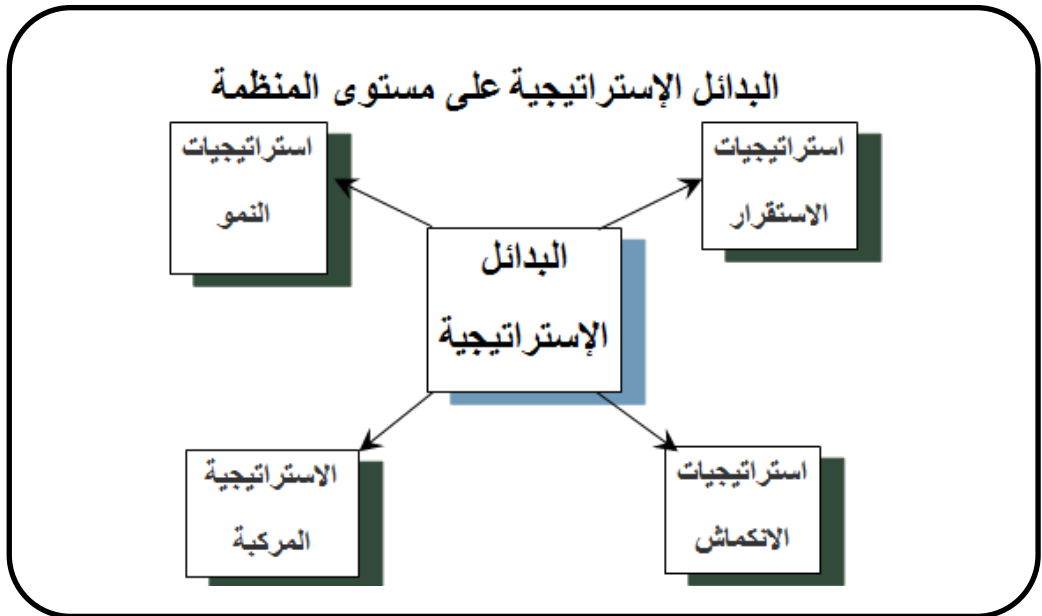 البدائل الإستراتيجية على مستوى المنظمة
استراتيجيات
الاستقرار
استراتيجيات
النمو
البدائل
الإستراتيجية
استراتيجيات
الانكماش
الاستراتيجية
المركبة